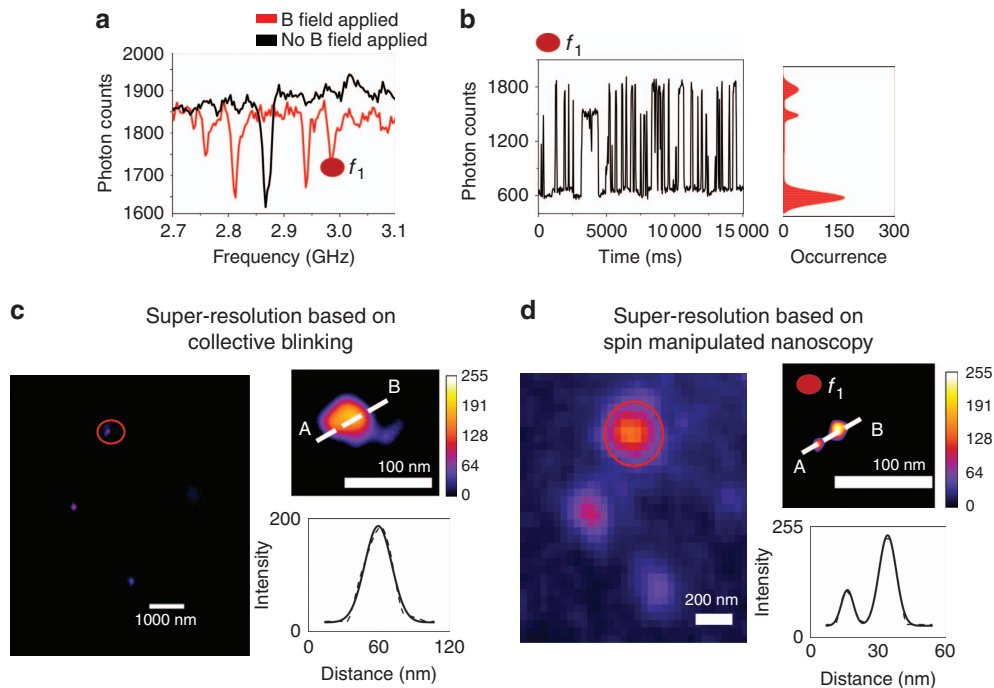 a
B field applied
No B field applied
Photon counts
2000
1900
1800
1700
1600
f1
2.7
2.8
2.9
3.0
3.1
Frequency (GHz)
b
f1
Photon counts
1800
1200
600
0
5000
10000
15 000
Time (ms)
0
150
300
Occurrence
c
Super-resolution based on
collective blinking
1000 nm
A
B
100 nm
255
191
128
64
0
Intensity
200
0
0
60
120
Distance (nm)
d
Super-resolution based on
spin manipulated nanoscopy
200 nm
f1
A
B
100 nm
255
191
128
64
0
Intensity
255
0
0
30
60
Distance (nm)